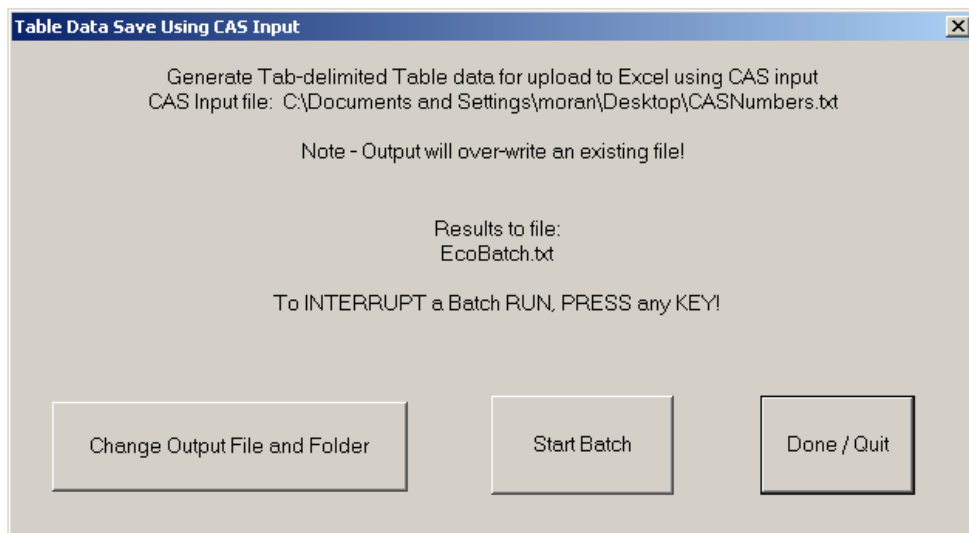 Table Data Save Using CAS Input
Generate Tab-delimited Table data for upload to Excel using CAS input
CAS Input file:  C:\Documents and Settings\moran\Desktop\CASNumbers.txt
Note - Output will over-write an existing file!
Results to file:
EcoBatch.txt
To INTERRUPT a Batch RUN, PRESS any KEY!
Change Output File and Folder
Start Batch
Done / Quit